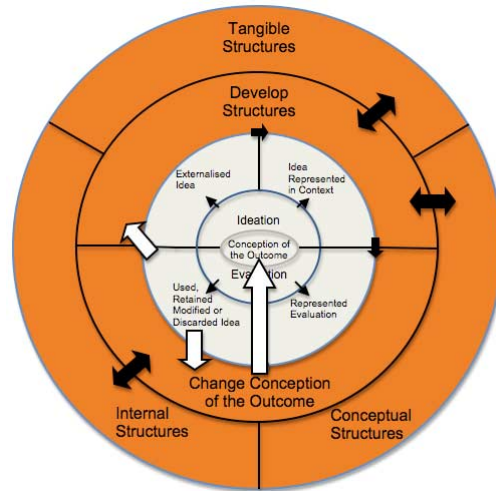 Tangible
Structures
Develop
Structures
Externalised
Idea
Idea
Represented
in Context
Ideation
Conception of
the Outcome
Evaluation
Used,
Retained
Modified or
Discarded Idea
Represented
Evaluation
Change Conception
of the Outcome
Internal
Structures
Conceptual
Structures